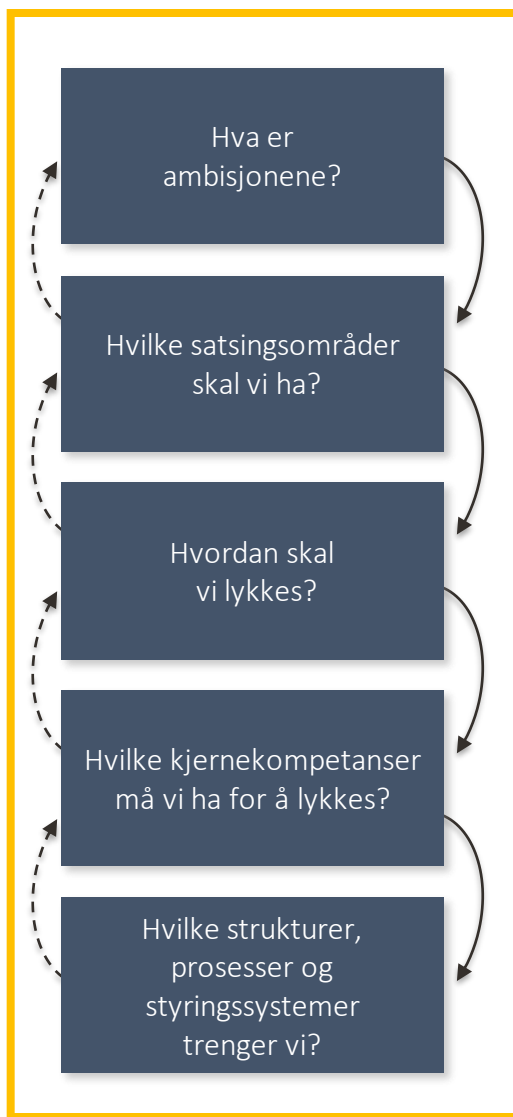 Hva er
ambisjonene?
Hvilke satsingsområder
skal vi ha?
Hvordan skal
vi lykkes?
Hvilke kjernekompetanser
må vi ha for å lykkes?
Hvilke strukturer,
prosesser og
styringssystemer
trenger vi?